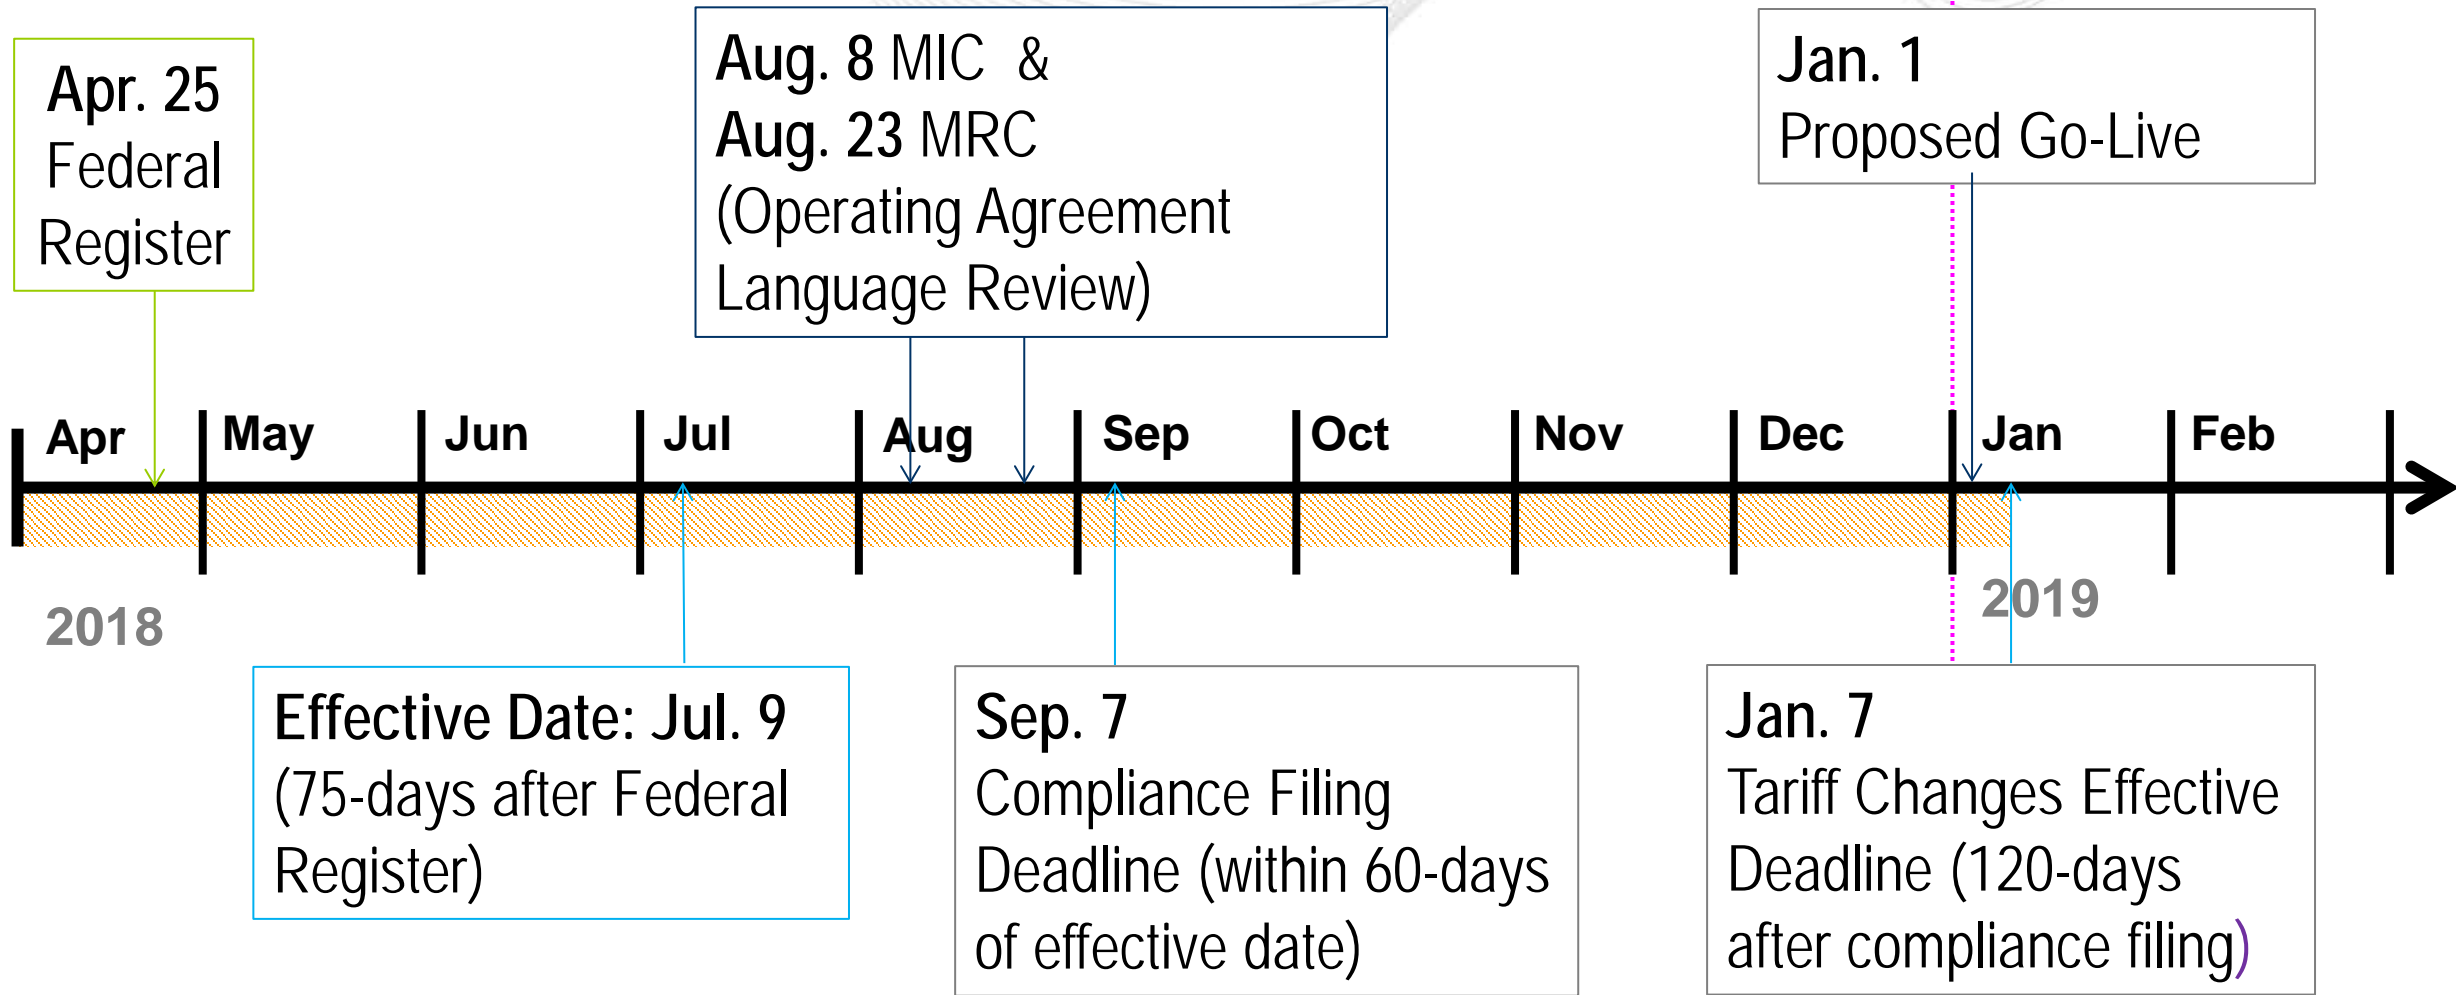 Apr. 25
Federal
Register
Aug. 8 MIC &
Aug. 23 MRC
(Operating Agreement
Language Review)
Jan. 1
Proposed Go-Live
Apr
May
Jun
Jul
Aug
Sep
Oct
Nov
Dec
Jan
Feb
2018
2019
Effective Date: Jul. 9
(75-days after Federal
Register)
Sep. 7
Compliance Filing
Deadline (within 60-days
of effective date)
Jan. 7
Tariff Changes Effective
Deadline (120-days
after compliance filing)